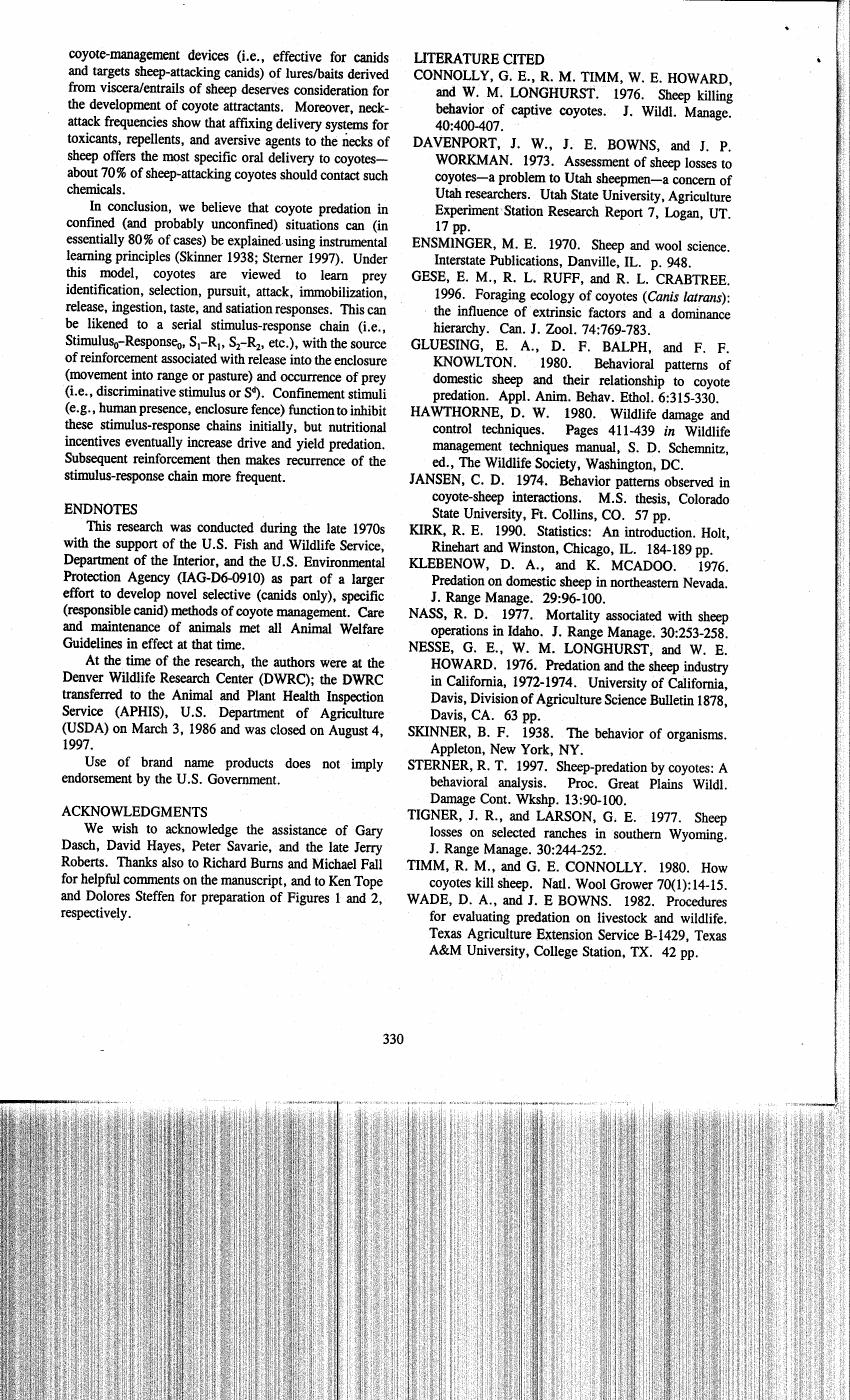 coyote-management devices (i.e., effective for canids
and targets sheep-attacking canids) of lures/baits derived
from viscera/entrails of sheep deserves consideration for
the development of coyote attractants. Moreover, neck-
attack frequencies show that affixing delivery systems for
toxicants, repellents, and aversive agents to the necks of
sheep offers the most specific oral delivery to coyotes—
about 70% of sheep-attacking coyotes should contact such
chemicals.
In conclusion, we believe that coyote predation in
confined (and probably unconfined) situations can (in
essentially 80% of cases) be explained using instrumental
learning principles (Skinner 1938; Sterner 1997). Under
this model, coyotes are viewed to learn prey
identification, selection, pursuit, attack, immobilization,
release, ingestion, taste, and satiation responses. This can
be likened to a serial stimulus-response chain (i.e.,
Stimulus₀–Response₀, S₁–R₁, S₂–R₂, etc.), with the source
of reinforcement associated with release into the enclosure
(movement into range or pasture) and occurrence of prey
(i.e., discriminative stimulus or Sᵈ). Confinement stimuli
(e.g., human presence, enclosure fence) function to inhibit
these stimulus-response chains initially, but nutritional
incentives eventually increase drive and yield predation.
Subsequent reinforcement then makes recurrence of the
stimulus-response chain more frequent.
ENDNOTES
This research was conducted during the late 1970s
with the support of the U.S. Fish and Wildlife Service,
Department of the Interior, and the U.S. Environmental
Protection Agency (IAG-D6-0910) as part of a larger
effort to develop novel selective (canids only), specific
(responsible canid) methods of coyote management. Care
and maintenance of animals met all Animal Welfare
Guidelines in effect at that time.
At the time of the research, the authors were at the
Denver Wildlife Research Center (DWRC); the DWRC
transferred to the Animal and Plant Health Inspection
Service (APHIS), U.S. Department of Agriculture
(USDA) on March 3, 1986 and was closed on August 4,
1997.
Use of brand name products does not imply
endorsement by the U.S. Government.
ACKNOWLEDGMENTS
We wish to acknowledge the assistance of Gary
Dasch, David Hayes, Peter Savarie, and the late Jerry
Roberts. Thanks also to Richard Burns and Michael Fall
for helpful comments on the manuscript, and to Ken Tope
and Dolores Steffen for preparation of Figures 1 and 2,
respectively.
LITERATURE CITED
CONNOLLY, G. E., R. M. TIMM, W. E. HOWARD,
and W. M. LONGHURST. 1976. Sheep killing
behavior of captive coyotes. J. Wildl. Manage.
40:400-407.
DAVENPORT, J. W., J. E. BOWNS, and J. P.
WORKMAN. 1973. Assessment of sheep losses to
coyotes—a problem to Utah sheepmen—a concern of
Utah researchers. Utah State University, Agriculture
Experiment Station Research Report 7, Logan, UT.
17 pp.
ENSMINGER, M. E. 1970. Sheep and wool science.
Interstate Publications, Danville, IL. p. 948.
GESE, E. M., R. L. RUFF, and R. L. CRABTREE.
1996. Foraging ecology of coyotes (Canis latrans):
the influence of extrinsic factors and a dominance
hierarchy. Can. J. Zool. 74:769-783.
GLUESING, E. A., D. F. BALPH, and F. F.
KNOWLTON. 1980. Behavioral patterns of
domestic sheep and their relationship to coyote
predation. Appl. Anim. Behav. Ethol. 6:315-330.
HAWTHORNE, D. W. 1980. Wildlife damage and
control techniques. Pages 411-439 in Wildlife
management techniques manual, S. D. Schemnitz,
ed., The Wildlife Society, Washington, DC.
JANSEN, C. D. 1974. Behavior patterns observed in
coyote-sheep interactions. M.S. thesis, Colorado
State University, Ft. Collins, CO. 57 pp.
KIRK, R. E. 1990. Statistics: An introduction. Holt,
Rinehart and Winston, Chicago, IL. 184-189 pp.
KLEBENOW, D. A., and K. MCADOO. 1976.
Predation on domestic sheep in northeastern Nevada.
J. Range Manage. 29:96-100.
NASS, R. D. 1977. Mortality associated with sheep
operations in Idaho. J. Range Manage. 30:253-258.
NESSE, G. E., W. M. LONGHURST, and W. E.
HOWARD. 1976. Predation and the sheep industry
in California, 1972-1974. University of California,
Davis, Division of Agriculture Science Bulletin 1878,
Davis, CA. 63 pp.
SKINNER, B. F. 1938. The behavior of organisms.
Appleton, New York, NY.
STERNER, R. T. 1997. Sheep-predation by coyotes: A
behavioral analysis. Proc. Great Plains Wildl.
Damage Cont. Wkshp. 13:90-100.
TIGNER, J. R., and LARSON, G. E. 1977. Sheep
losses on selected ranches in southern Wyoming.
J. Range Manage. 30:244-252.
TIMM, R. M., and G. E. CONNOLLY. 1980. How
coyotes kill sheep. Natl. Wool Grower 70(1):14-15.
WADE, D. A., and J. E BOWNS. 1982. Procedures
for evaluating predation on livestock and wildlife.
Texas Agriculture Extension Service B-1429, Texas
A&M University, College Station, TX. 42 pp.
330